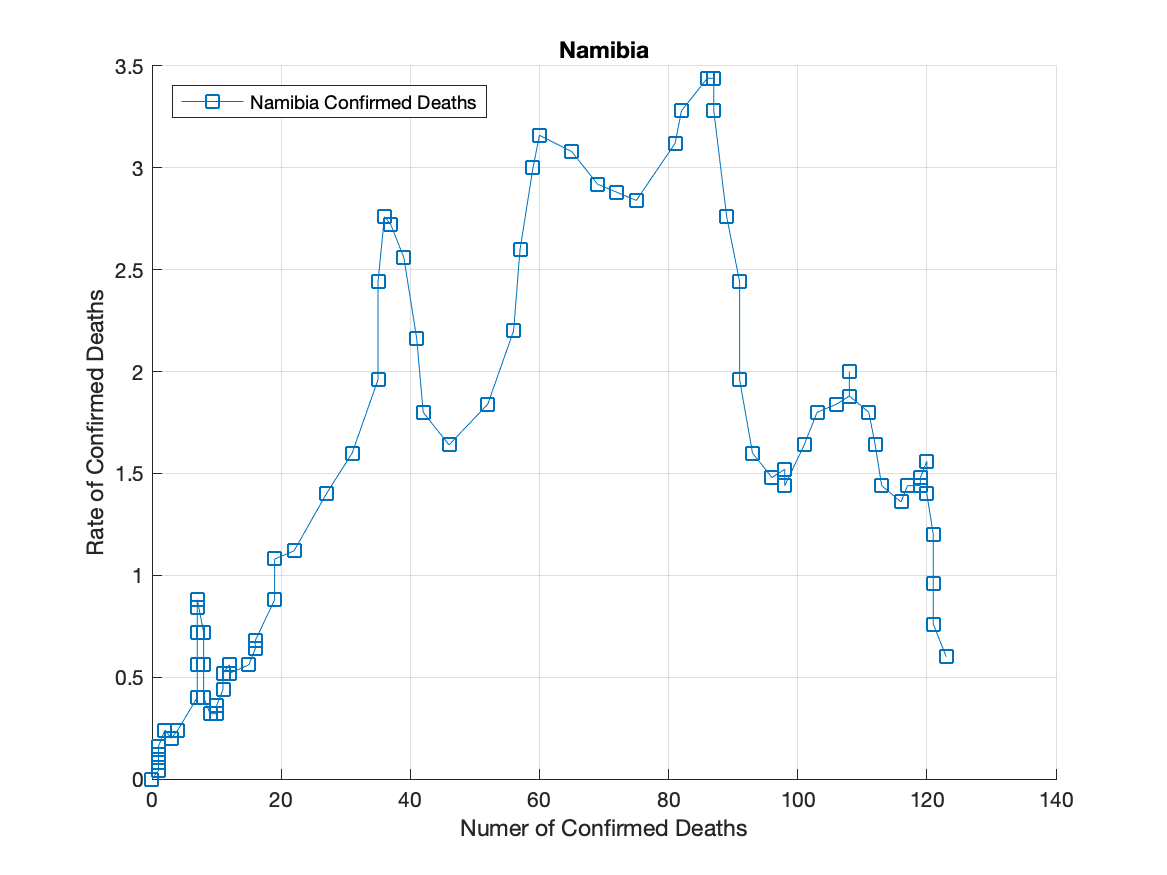 Namibia
Namibia Confirmed Deaths
Rate of Confirmed Deaths
3.5
3
2.5
2
1.5
1
0.5
0
0 20 40 60 80 100 120 140
Numer of Confirmed Deaths